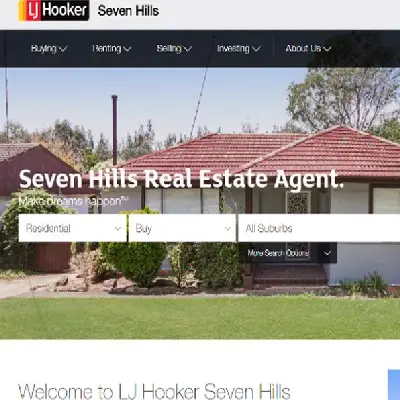 LJ Hooker Seven Hills
Buying Renting Selling Investing About Us
Seven Hills Real Estate Agent.
Make dreams happen™
Residential Buy All Suburbs
More Search Options
Welcome to LJ Hooker Seven Hills